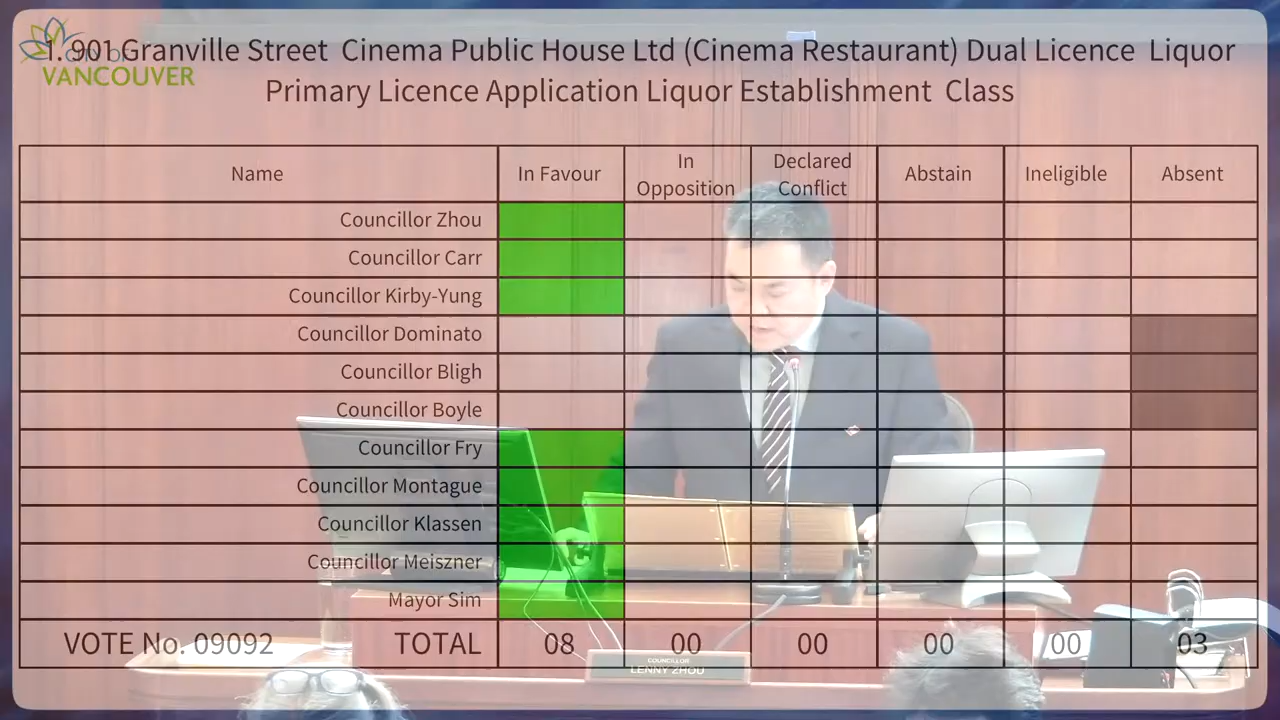 1. 901 Granville Street  Cinema Public House Ltd (Cinema Restaurant) Dual Licence  Liquor
Primary Licence Application Liquor Establishment  Class
CITY OF
VANCOUVER
Name In Favour In Opposition Declared Conflict Abstain Ineligible Absent
Councillor Zhou
Councillor Carr
Councillor Kirby-Yung
Councillor Dominato
Councillor Bligh
Councillor Boyle
Councillor Fry
Councillor Montague
Councillor Klassen
Councillor Meiszner
Mayor Sim
VOTE No. 09092 TOTAL 08 00 00 00 00 03
COUNCILLOR
LENNY ZHOU